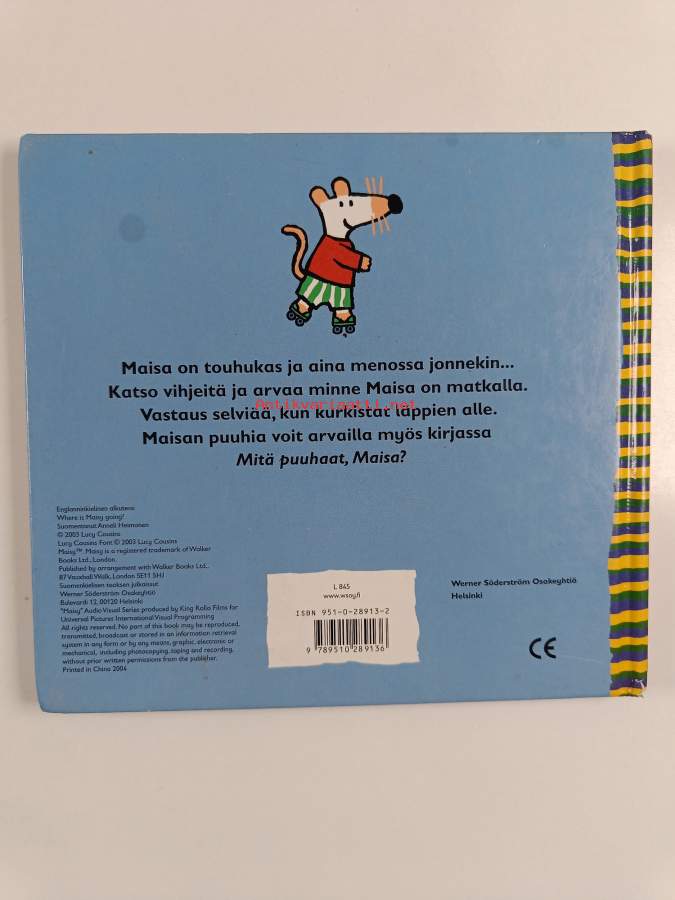 Maisa on touhukas ja aina menossa jonnekin...
Katso vihjeitä ja arvaa minne Maisa on matkalla.
Vastaus selviää, kun kurkistat läppien alle.
Antikvariaatti.net
Maisan puuhia voit arvailla myös kirjassa
Mitä puuhaat, Maisa?
Englanninkielinen alkuteos
Where is Maisy going?
Suomentanut Anneli Heinonen
© 2003 Lucy Cousins
Lucy Cousins Font © 2003 Lucy Cousins
Maisy™. Maisy is a registered trademark of Walker
Books Ltd., London.
Published by arrangement with Walker Books Ltd.,
87 Vauxhall Walk, London SE11 5HJ
Suomenkielisen teoksen julkaissut
Werner Söderström Osakeyhtiö
Bulevardi 12, 00120 Helsinki
"Maisy" Audio Visual Series produced by King Rollo Films for
Universal Pictures International Visual Programming
All rights reserved. No part of this book may be reproduced,
transmitted, broadcast or stored in an information retrieval
system in any form or by any means, graphic, electronic or
mechanical, including photocopying, taping and recording,
without prior written permissions from the publisher.
Printed in China 2004
L 845
www.wsoy.fi
ISBN 951-0-28913-2
9 789510 289136
Werner Söderström Osakeyhtiö
Helsinki
CE